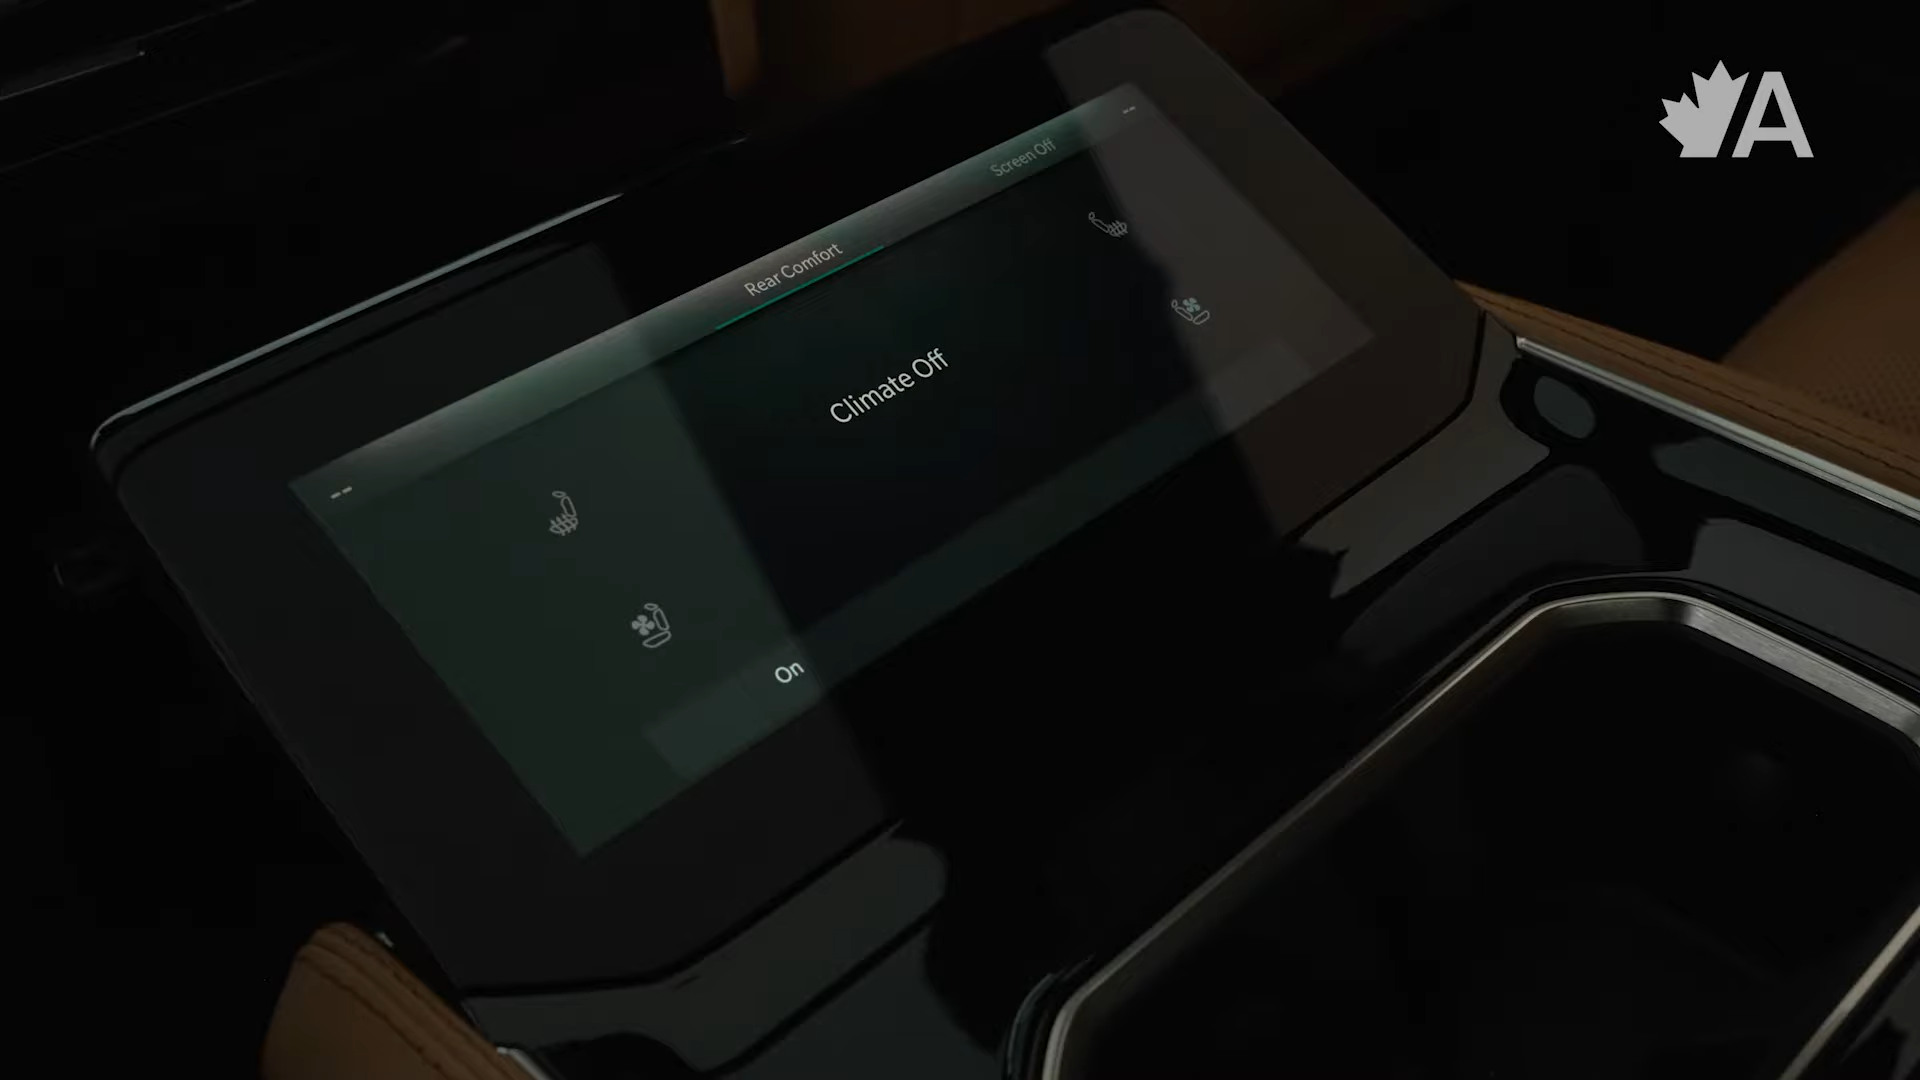 Screen Off
Rear Comfort
--
--
Climate Off
On
A